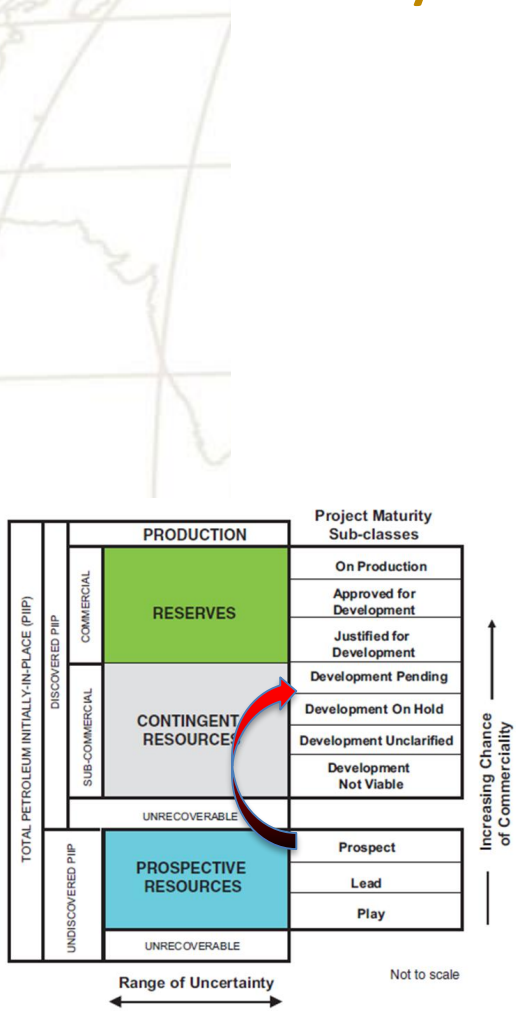 Project Maturity
Sub-classes
PRODUCTION
TOTAL PETROLEUM INITIALLY-IN-PLACE (PIIP)
DISCOVERED PIIP
COMMERCIAL
RESERVES
On Production
Approved for
Development
Justified for
Development
SUB-COMMERCIAL
CONTINGENT
RESOURCES
Development Pending
Development On Hold
Development Unclarified
Development
Not Viable
UNRECOVERABLE
UNDISCOVERED PIIP
PROSPECTIVE
RESOURCES
Prospect
Lead
Play
UNRECOVERABLE
Increasing Chance
of Commerciality
Range of Uncertainty
Not to scale